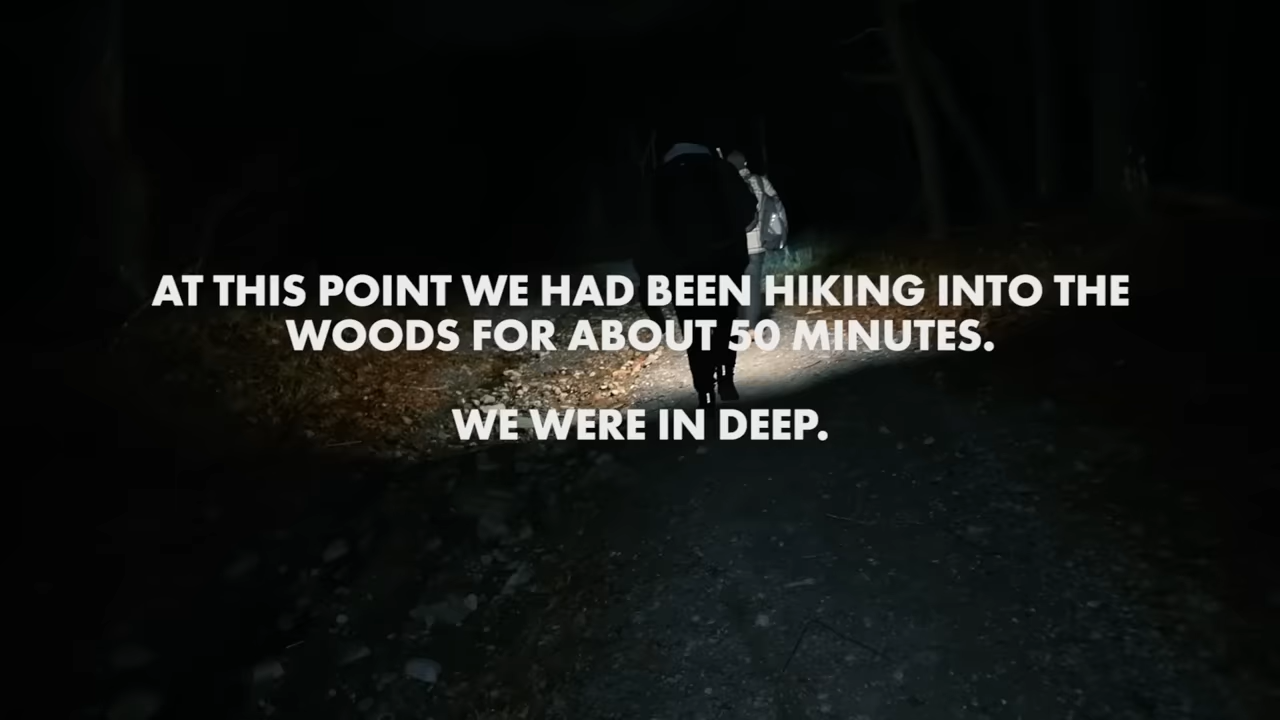 AT THIS POINT WE HAD BEEN HIKING INTO THE
WOODS FOR ABOUT 50 MINUTES.
WE WERE IN DEEP.